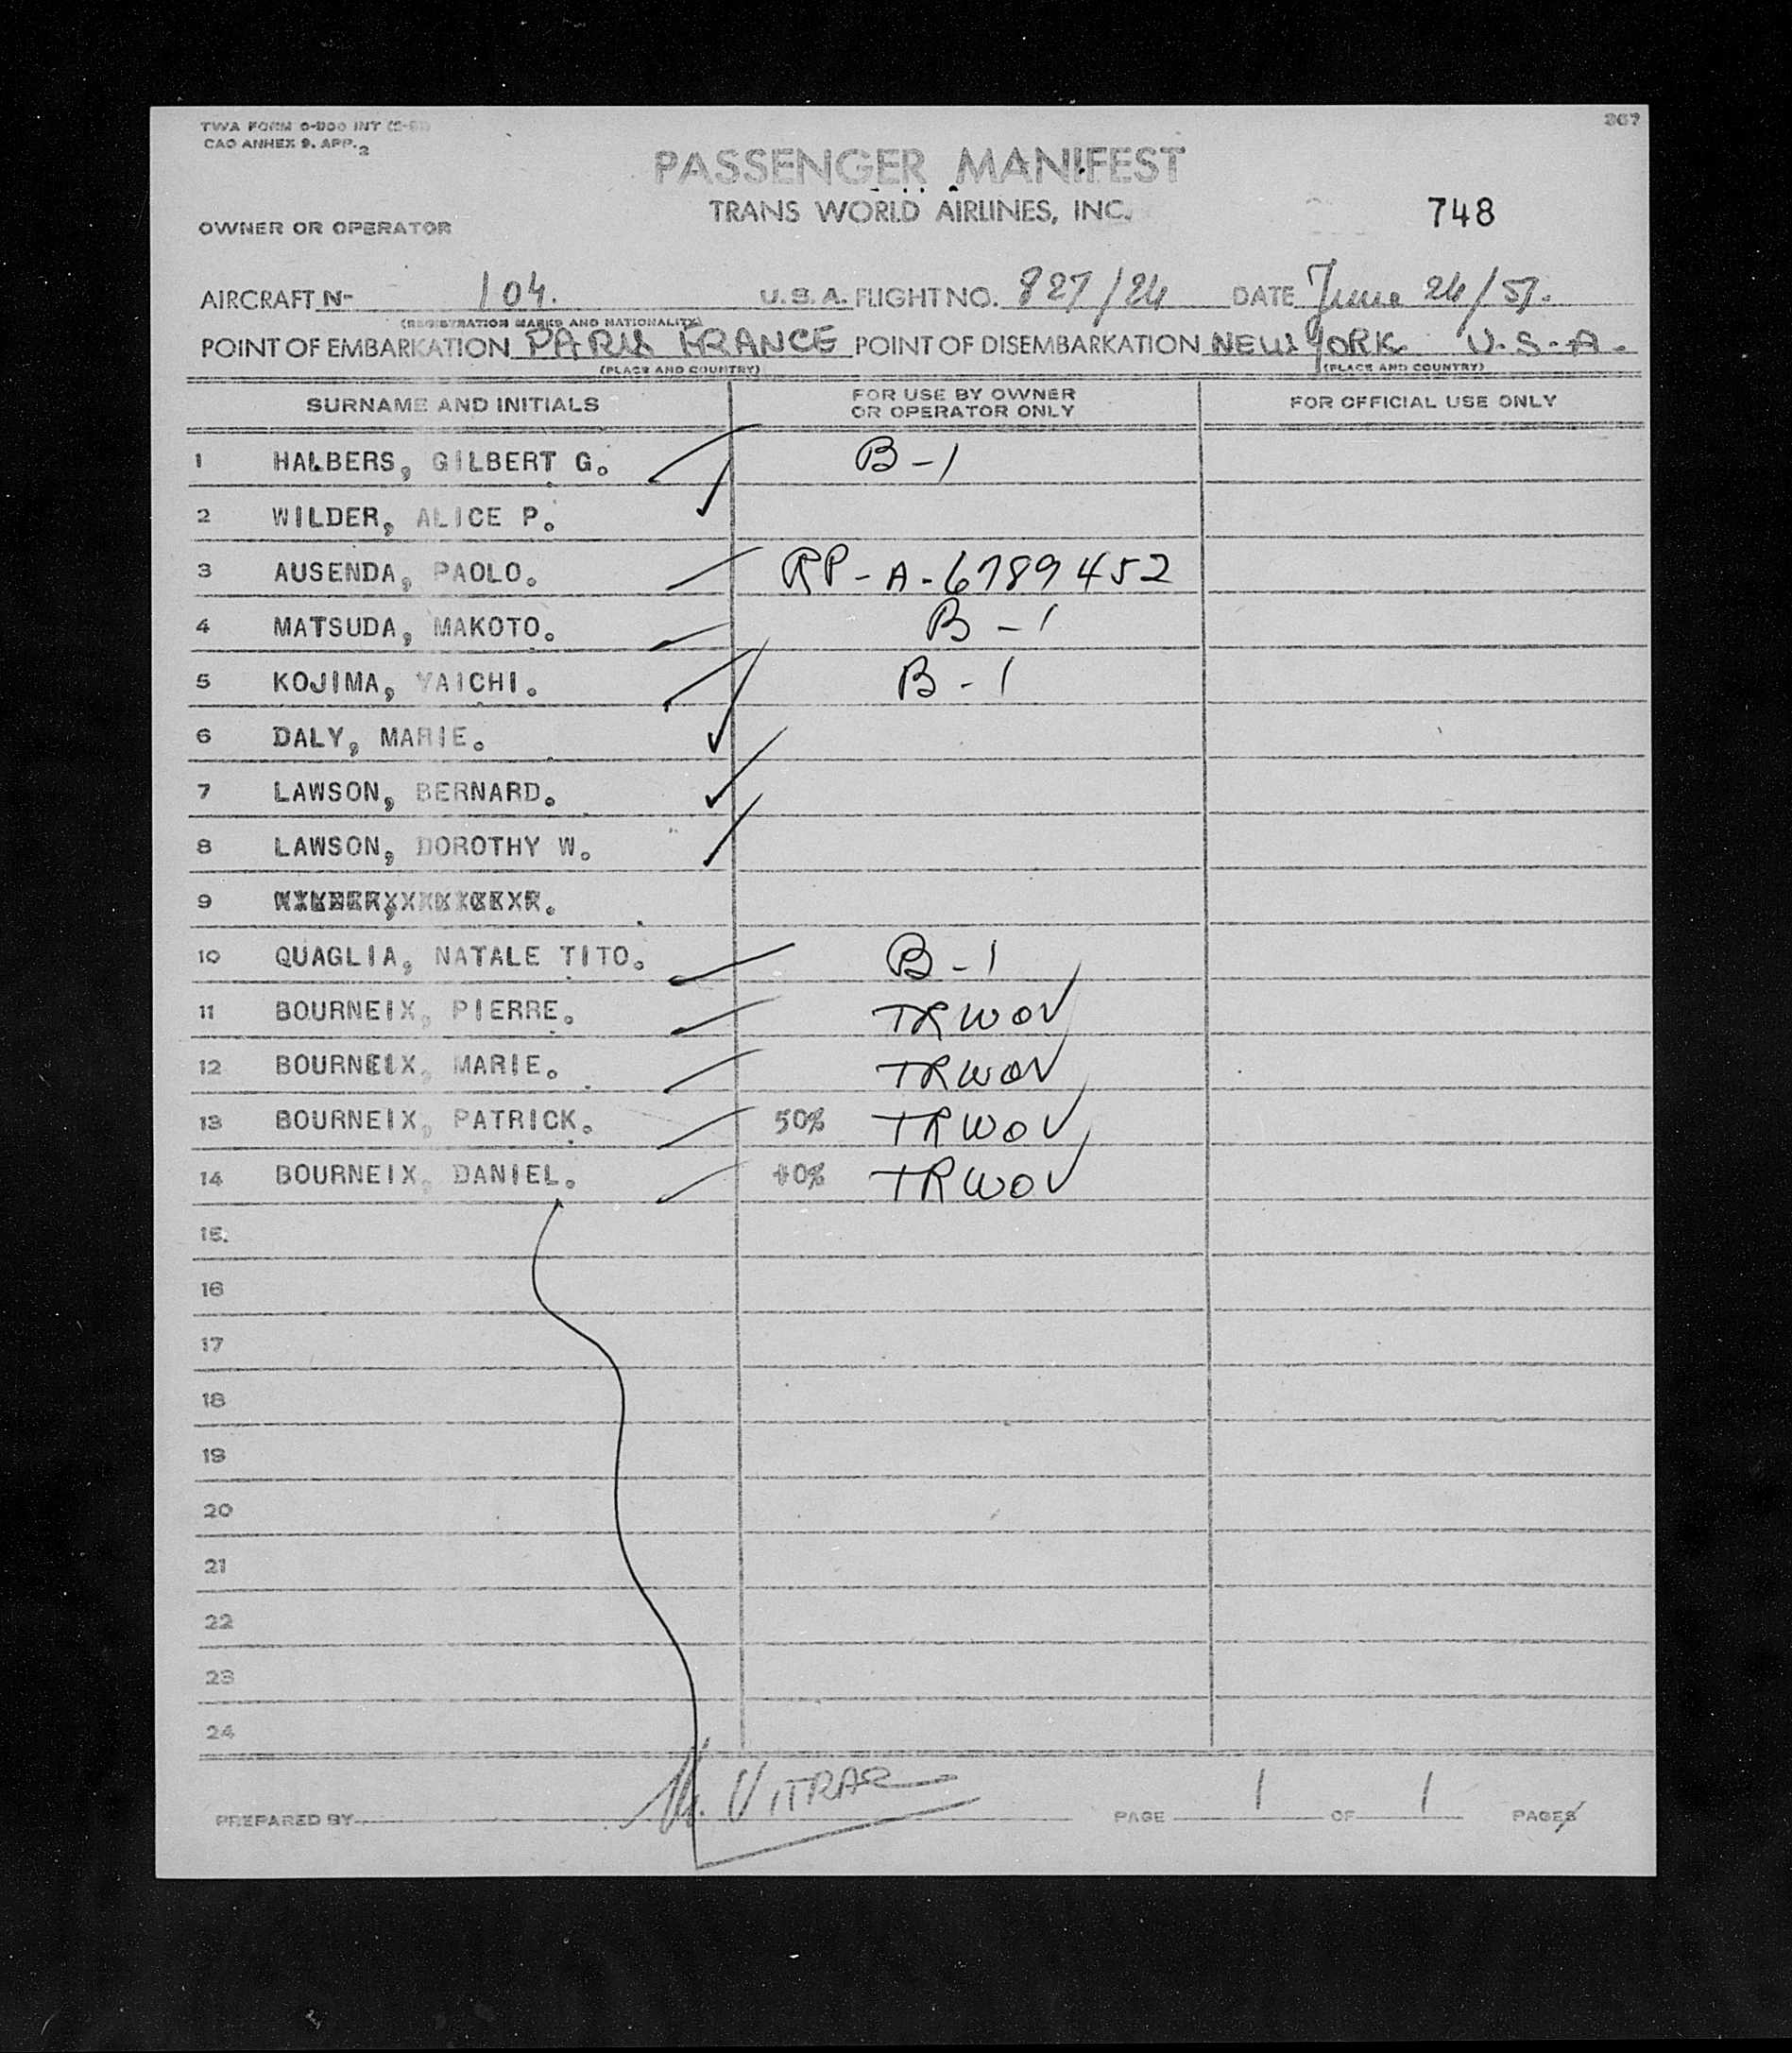 TWA FORM
CAO ANNEX 9. APP. 2
367
PASSENGER MANIFEST
TRANS WORLD AIRLINES, INC.
748
OWNER OR OPERATOR
AIRCRAFT N- 104. U.S.A. FLIGHT NO. 827/24 DATE June 24/57.
(REGISTRATION MARKS AND NATIONALITY)
POINT OF EMBARKATION PARIS FRANCE POINT OF DISEMBARKATION NEW YORK U.S.A.
(PLACE AND COUNTRY) (PLACE AND COUNTRY)
SURNAME AND INITIALS FOR USE BY OWNER OR OPERATOR ONLY FOR OFFICIAL USE ONLY
1 HALBERS, GILBERT G. B-1
2 WILDER, ALICE P.
3 AUSENDA, PAOLO. RP-A-6789452
4 MATSUDA, MAKOTO. B-1
5 KOJIMA, YAICHI. B-1
6 DALY, MARIE.
7 LAWSON, BERNARD.
8 LAWSON, DOROTHY W.
9
10 QUAGLIA, NATALE TITO. B-1
11 BOURNEIX, PIERRE. TRWOV
12 BOURNEIX, MARIE. TRWOV
13 BOURNEIX, PATRICK. 50% TRWOV
14 BOURNEIX, DANIEL. TRWOV
15.
16
17
18
19
20
21
22
23
24
PREPARED BY PAGE 1 OF 1 PAGES